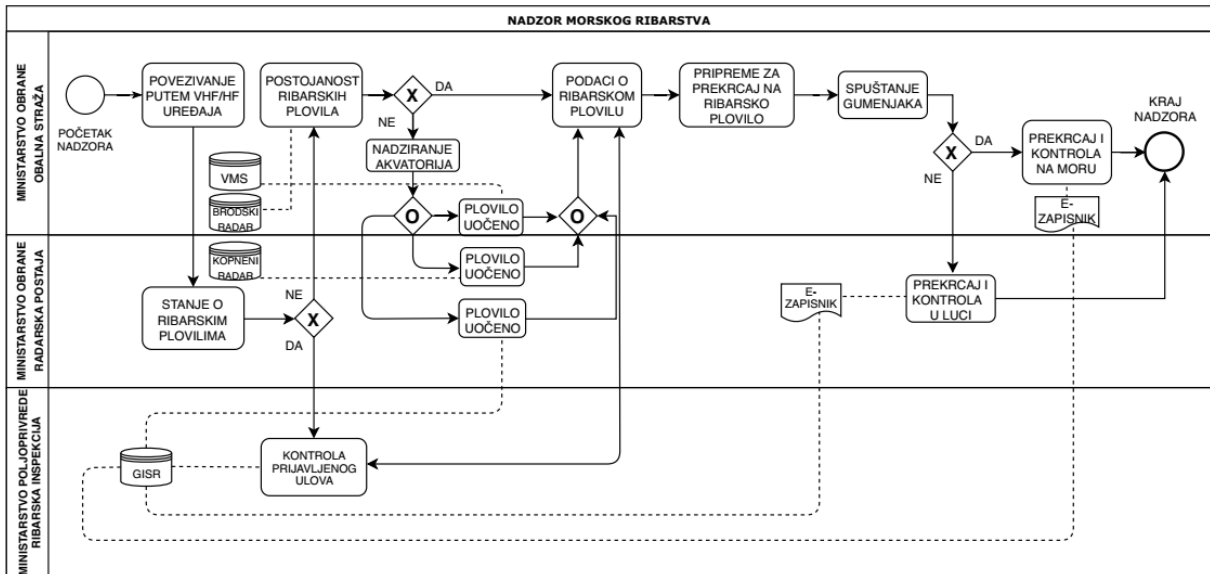 NADZOR MORSKOG RIBARSTVA
MINISTARSTVO OBRANE
OBALNA STRAŽA
POČETAK
NADZORA
POVEZIVANJE
PUTEM VHF/HF
UREĐAJA
POSTOJANOST
RIBARSKIH
PLOVILA
X
DA
NE
NADZIRANJE
AKVATORIJA
VMS
BRODSKI
RADAR
O
PLOVILO
UOČENO
O
PODACI O
RIBARSKOM
PLOVILU
PRIPREME ZA
PREKRCAJ NA
RIBARSKO
PLOVILO
SPUŠTANJE
GUMENJAKA
X
DA
NE
PREKRCAJ I
KONTROLA
NA MORU
KRAJ
NADZORA
E-
ZAPISNIK
MINISTARSTVO OBRANE
RADARSKA POSTAJA
KOPNENI
RADAR
STANJE O
RIBARSKIM
PLOVILIMA
NE
X
DA
PLOVILO
UOČENO
PLOVILO
UOČENO
E-
ZAPISNIK
PREKRCAJ I
KONTROLA
U LUCI
MINISTARSTVO POLJOPRIVREDE
RIBARSKA INSPEKCIJA
GISR
KONTROLA
PRIJAVLJENOG
ULOVA